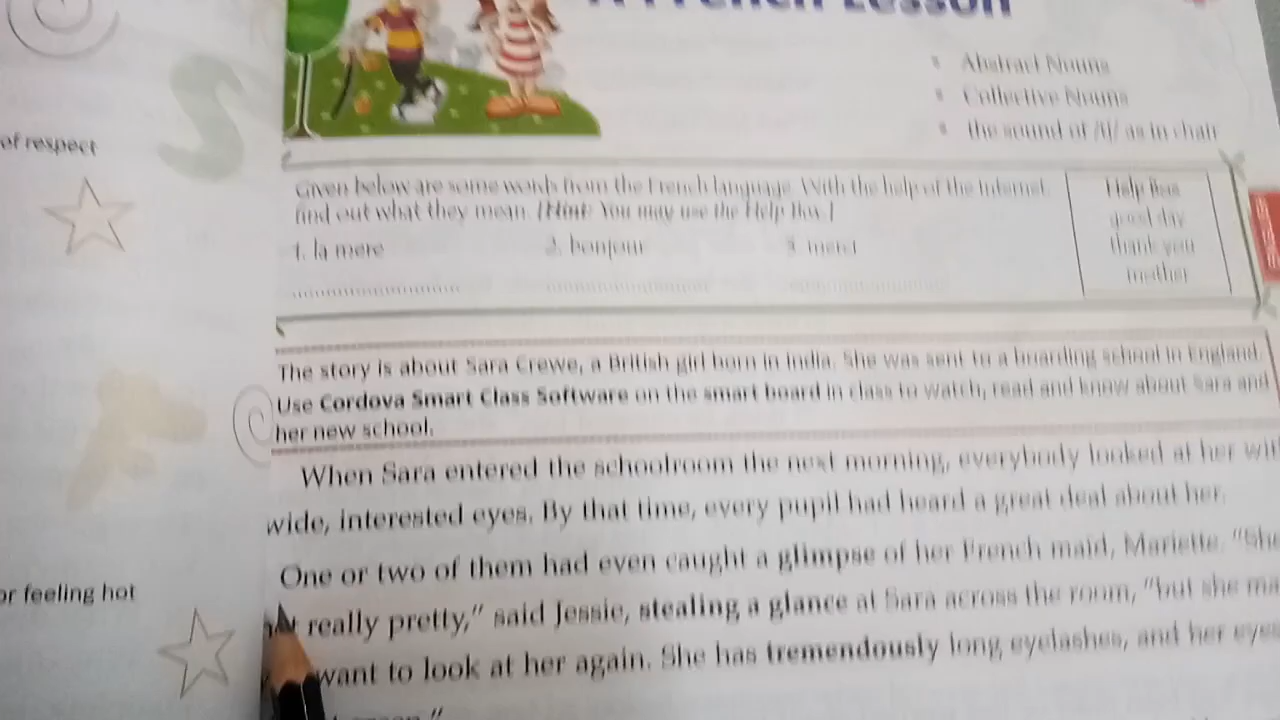 A French Lesson
Abstract Nouns
Collective Nouns
the sound of /tʃ/ as in chair
of respect
Given below are some words from the French language. With the help of the Internet,
find out what they mean. [Hint: You may use the Help Box.]
Help Box
good day
thank you
mother
1. la mere 2. bonjour 3. merci
The story is about Sara Crewe, a British girl born in India. She was sent to a boarding school in England.
Use Cordova Smart Class Software on the smart board in class to watch, read and know about Sara and
her new school.
When Sara entered the schoolroom the next morning, everybody looked at her wit
wide, interested eyes. By that time, every pupil had heard a great deal about her.
One or two of them had even caught a glimpse of her French maid, Mariette. “She
really pretty,” said Jessie, stealing a glance at Sara across the room, “but she ma
or feeling hot
want to look at her again. She has tremendously long eyelashes, and her eyes